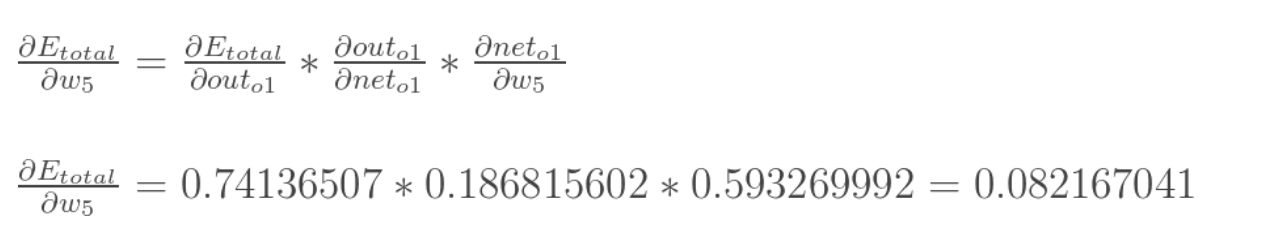 ∂E_total/∂w_5 = ∂E_total/∂out_o1 * ∂out_o1/∂net_o1 * ∂net_o1/∂w_5
∂E_total/∂w_5 = 0.74136507 * 0.186815602 * 0.593269992 = 0.082167041